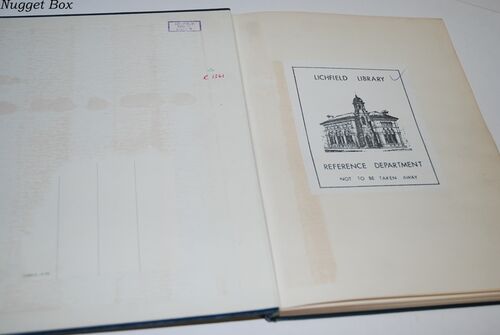 Nugget Box
LICHFIELD LIBRARY
REFERENCE DEPARTMENT
NOT TO BE TAKEN AWAY